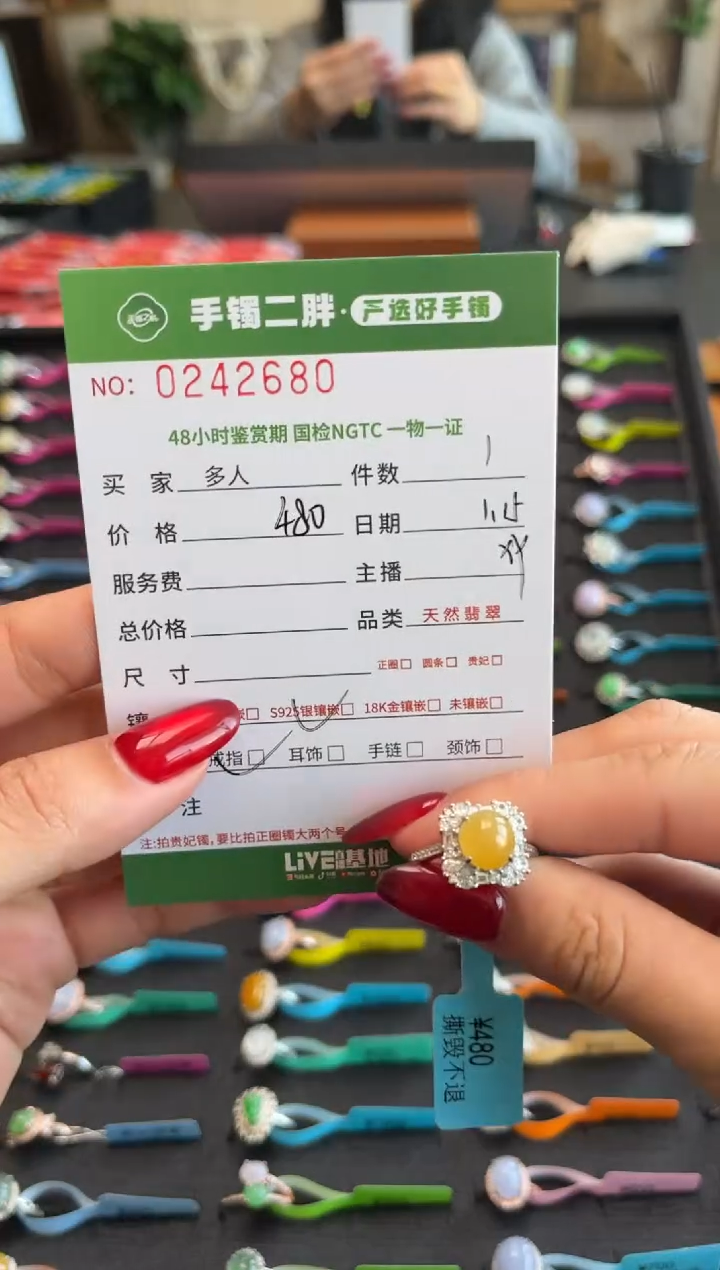 手镯二胖·严选好手镯
NO: 0242680
48小时鉴赏期 国检NGTC 一物一证
买 家 多人 件数 1
价 格 480 日期 1.15
服务费 主播
总价格 品类 天然翡翠
尺 寸 正圈□ 圆条□ 贵妃□
镶 嵌□ S925银镶嵌□ 18K金镶嵌□ 未镶嵌□
戒指□ 耳饰□ 手链□ 颈饰□
注
注:拍贵妃镯,要比拍正圈镯大两个号
LIVE 基地
¥480
撕毁不退